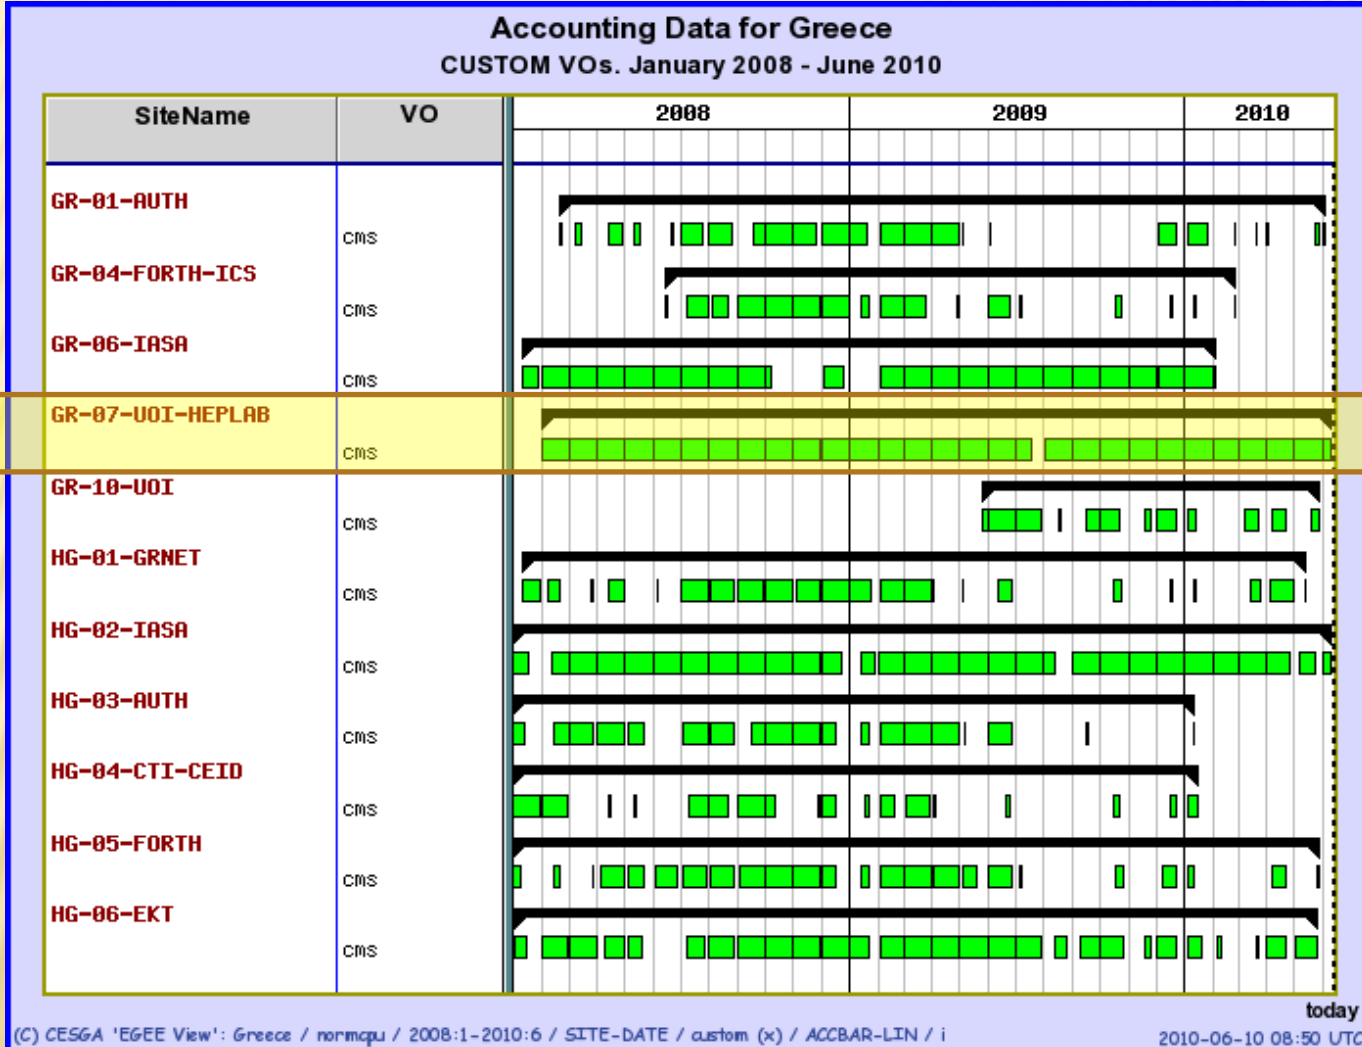 Accounting Data for Greece
CUSTOM VOs. January 2008 - June 2010
SiteName VO 2008 2009 2010
GR-01-AUTH
cms
GR-04-FORTH-ICS
cms
GR-06-IASA
cms
GR-07-UOI-HEPLAB
cms
GR-10-UOI
cms
HG-01-GRNET
cms
HG-02-IASA
cms
HG-03-AUTH
cms
HG-04-CTI-CEID
cms
HG-05-FORTH
cms
HG-06-EKT
cms
today
(C) CESGA 'EGEE View': Greece / normcpu / 2008:1-2010:6 / SITE-DATE / custom (x) / ACCBAR-LIN / i 2010-06-10 08:50 UTC